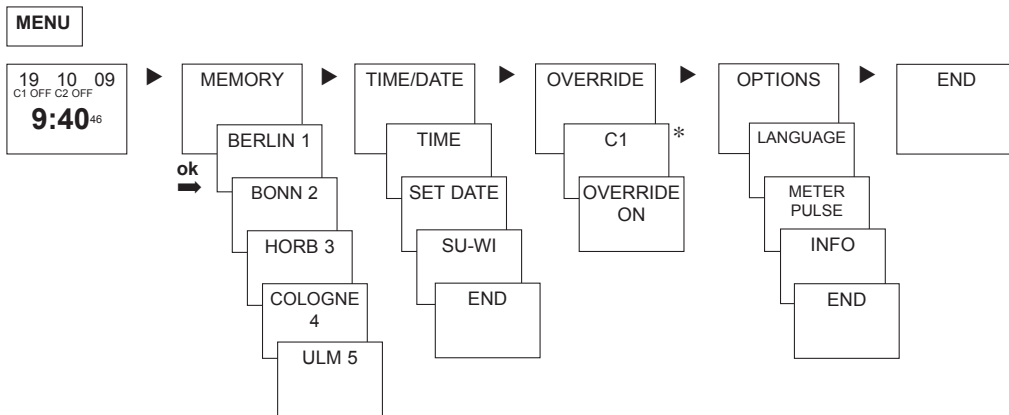 MENU
19 10 09
C1 OFF C2 OFF
9:40 46
MEMORY
BERLIN 1
ok
BONN 2
HORB 3
COLOGNE
4
ULM 5
TIME/DATE
TIME
SET DATE
SU-WI
END
OVERRIDE
C1 *
OVERRIDE
ON
OPTIONS
LANGUAGE
METER
PULSE
INFO
END
END